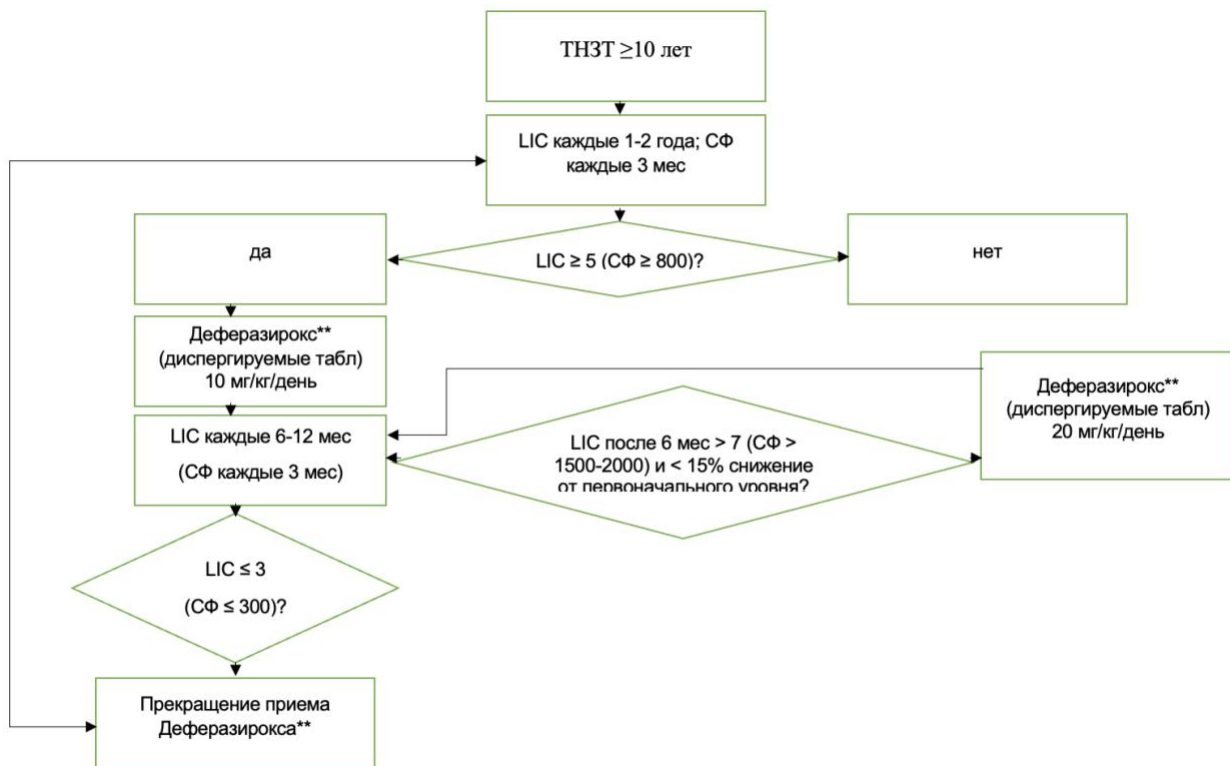 ТНЗТ ≥10 лет
LIC каждые 1-2 года; СФ
каждые 3 мес
да
LIC ≥ 5 (СФ ≥ 800)?
нет
Деферазирокс**
(диспергируемые табл)
10 мг/кг/день
LIC каждые 6-12 мес
(СФ каждые 3 мес)
LIC после 6 мес > 7 (СФ >
1500-2000) и < 15% снижение
от первоначального уровня?
Деферазирокс**
(диспергируемые табл)
20 мг/кг/день
LIC ≤ 3
(СФ ≤ 300)?
Прекращение приема
Деферазирокса**